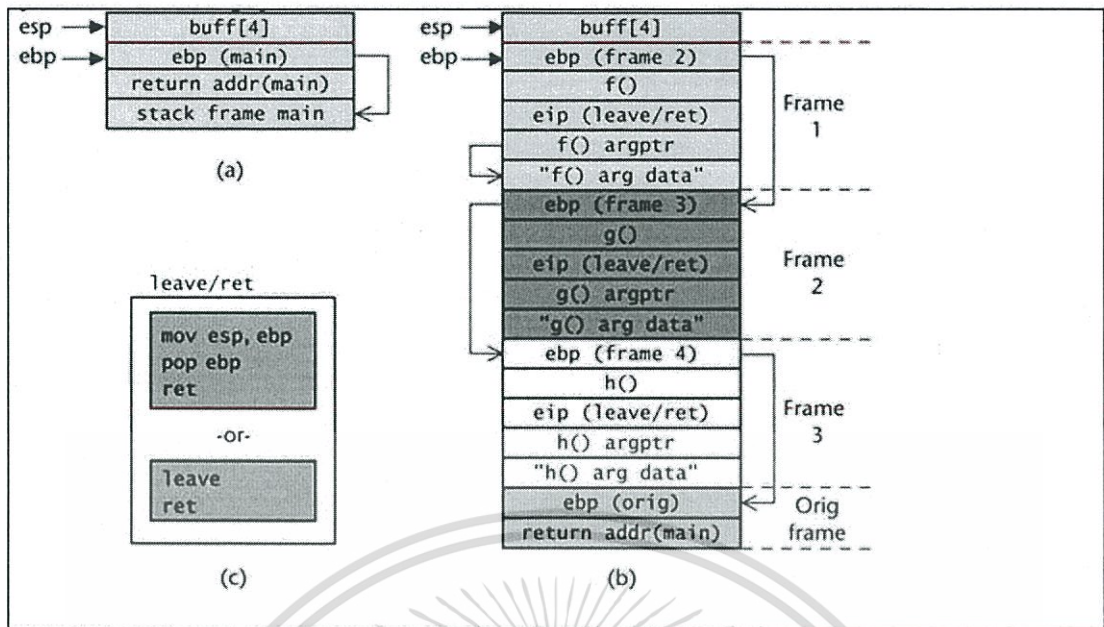 esp
buff[4]
ebp
ebp (main)
return addr(main)
stack frame main
(a)
leave/ret
mov esp, ebp
pop ebp
ret
-or-
leave
ret
(c)
esp
buff[4]
ebp
ebp (frame 2)
f()
eip (leave/ret)
f() argptr
"f() arg data"
Frame
1
ebp (frame 3)
g()
eip (leave/ret)
g() argptr
"g() arg data"
Frame
2
ebp (frame 4)
h()
eip (leave/ret)
h() argptr
"h() arg data"
Frame
3
ebp (orig)
return addr(main)
Orig
frame
(b)